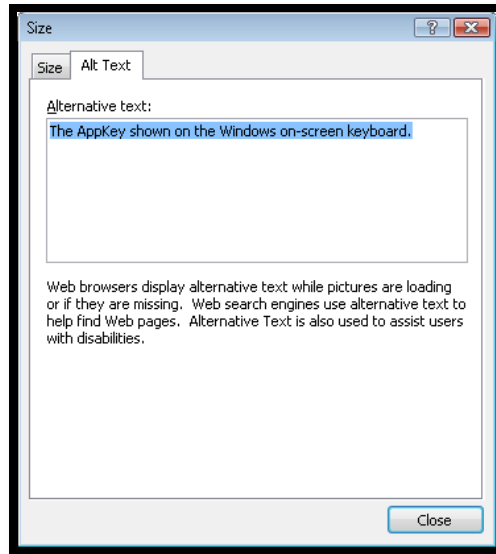 Size
Size Alt Text
Alternative text:
The AppKey shown on the Windows on-screen keyboard.
Web browsers display alternative text while pictures are loading
or if they are missing.  Web search engines use alternative text to
help find Web pages.  Alternative Text is also used to assist users
with disabilities.
Close